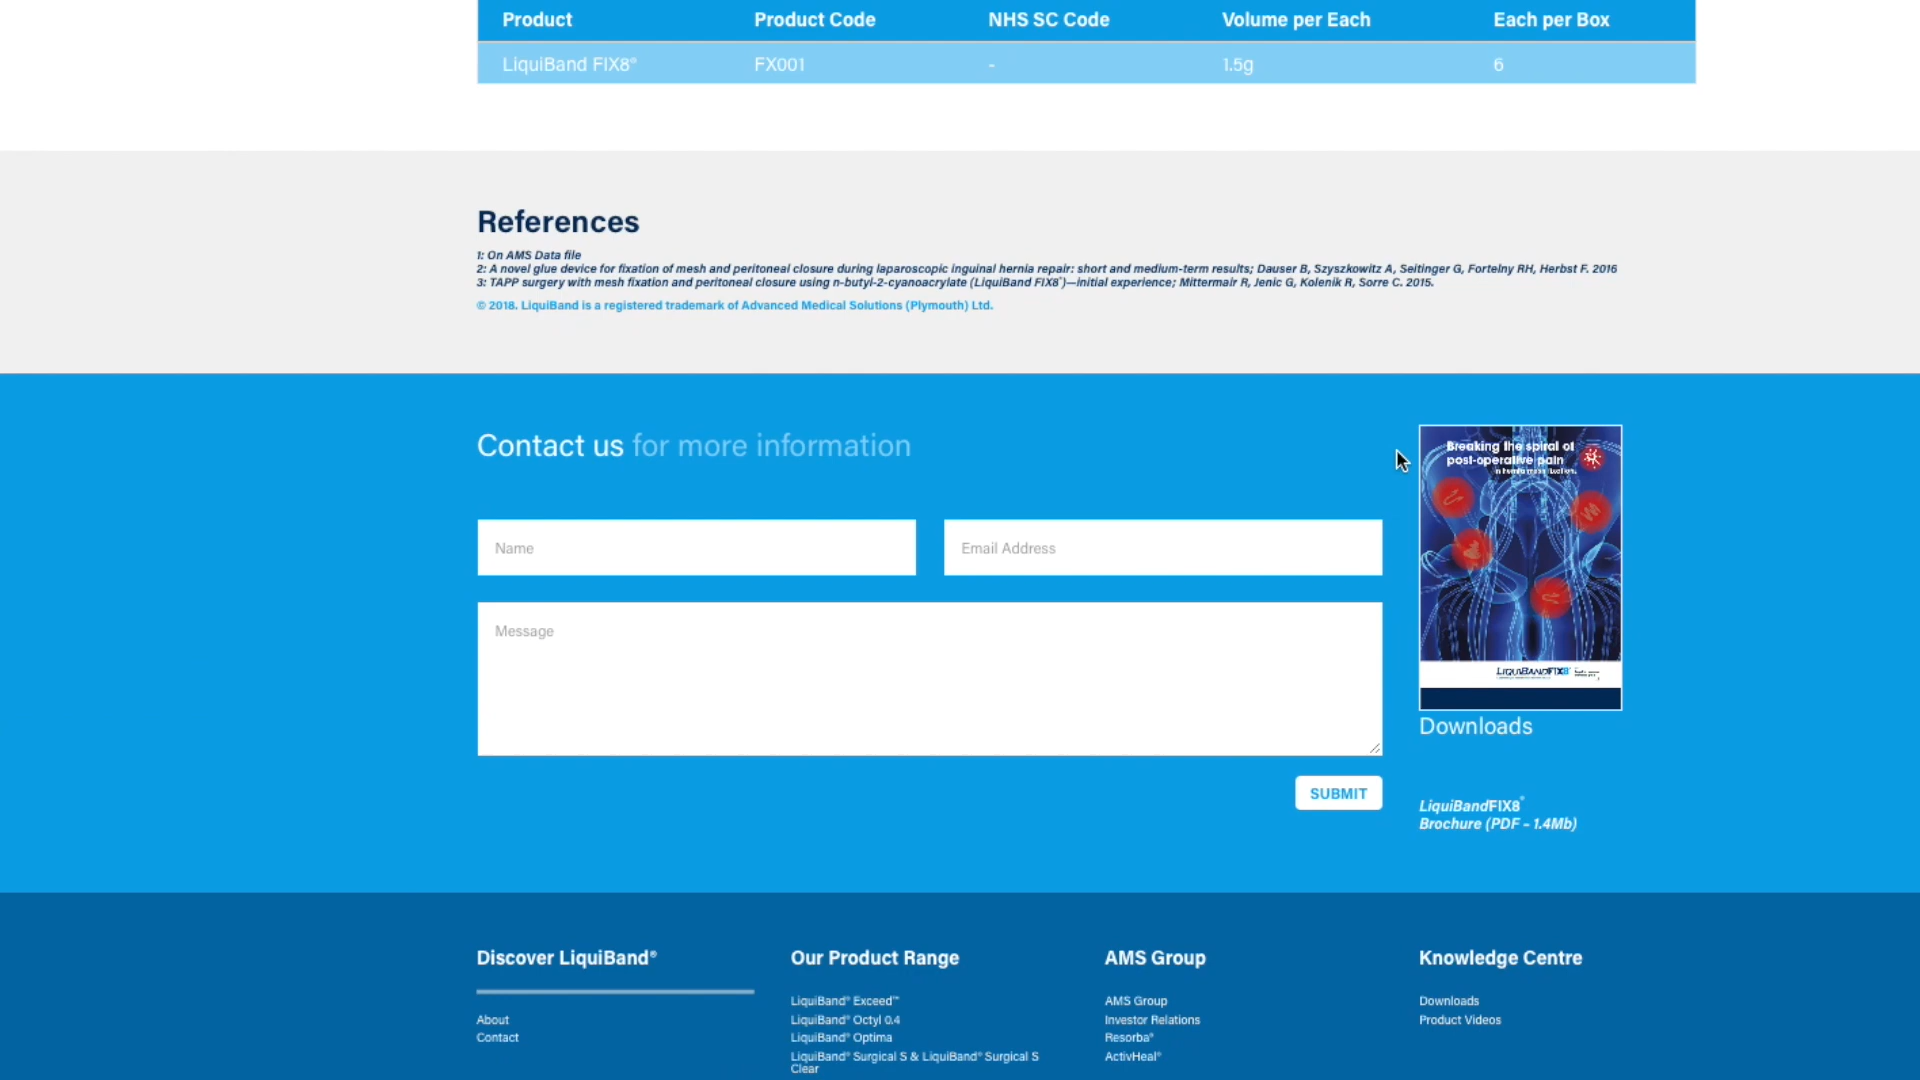 Product Product Code NHS SC Code Volume per Each Each per Box
LiquiBand FIX8® FX001 - 1.5g 6
References
1: On AMS Data file
2: A novel glue device for fixation of mesh and peritoneal closure during laparoscopic inguinal hernia repair: short and medium-term results; Dauser B, Szyszkowitz A, Seitinger G, Fortelny RH, Herbst F. 2016
3: TAPP surgery with mesh fixation and peritoneal closure using n-butyl-2-cyanoacrylate (LiquiBand FIX8®)—initial experience; Mittermair R, Jenic G, Kolenik R, Sorre C. 2015.
© 2018. LiquiBand is a registered trademark of Advanced Medical Solutions (Plymouth) Ltd.
Contact us for more information
Name Email Address
Message
SUBMIT
Breaking the spiral of
post-operative pain
LIQUIBANDFIX8®
Downloads
LiquiBandFIX8®
Brochure (PDF - 1.4Mb)
Discover LiquiBand® Our Product Range AMS Group Knowledge Centre
About
Contact
LiquiBand® Exceed™
LiquiBand® Octyl 0.4
LiquiBand® Optima
LiquiBand® Surgical S & LiquiBand® Surgical S
Clear
AMS Group
Investor Relations
Resorba®
ActivHeal®
Downloads
Product Videos